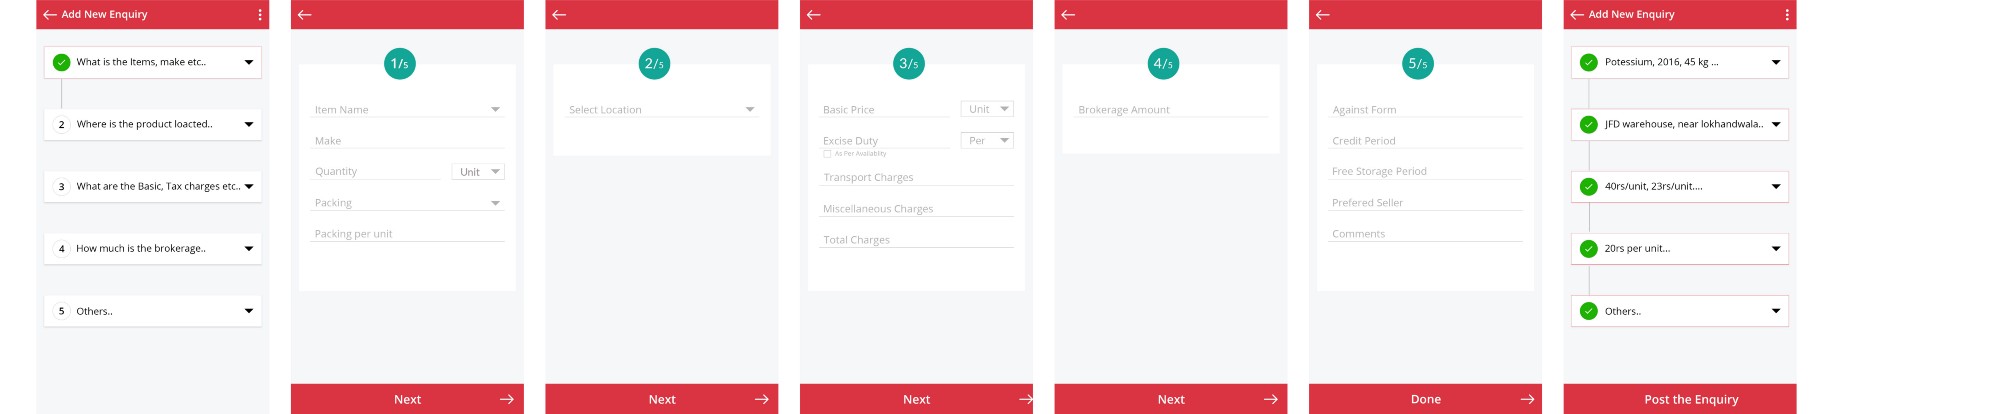 Add New Enquiry
What is the Items, make etc..
2 Where is the product loacted..
3 What are the Basic, Tax charges etc..
4 How much is the brokerage..
5 Others..
1/5
Item Name
Make
Quantity Unit
Packing
Packing per unit
Next
2/5
Select Location
Next
3/5
Basic Price Unit
Excise Duty Per
As Per Availablity
Transport Charges
Miscellaneous Charges
Total Charges
Next
4/5
Brokerage Amount
Next
5/5
Against Form
Credit Period
Free Storage Period
Prefered Seller
Comments
Done
Add New Enquiry
Potessium, 2016, 45 kg ...
JFD warehouse, near lokhandwala..
40rs/unit, 23rs/unit....
20rs per unit...
Others..
Post the Enquiry